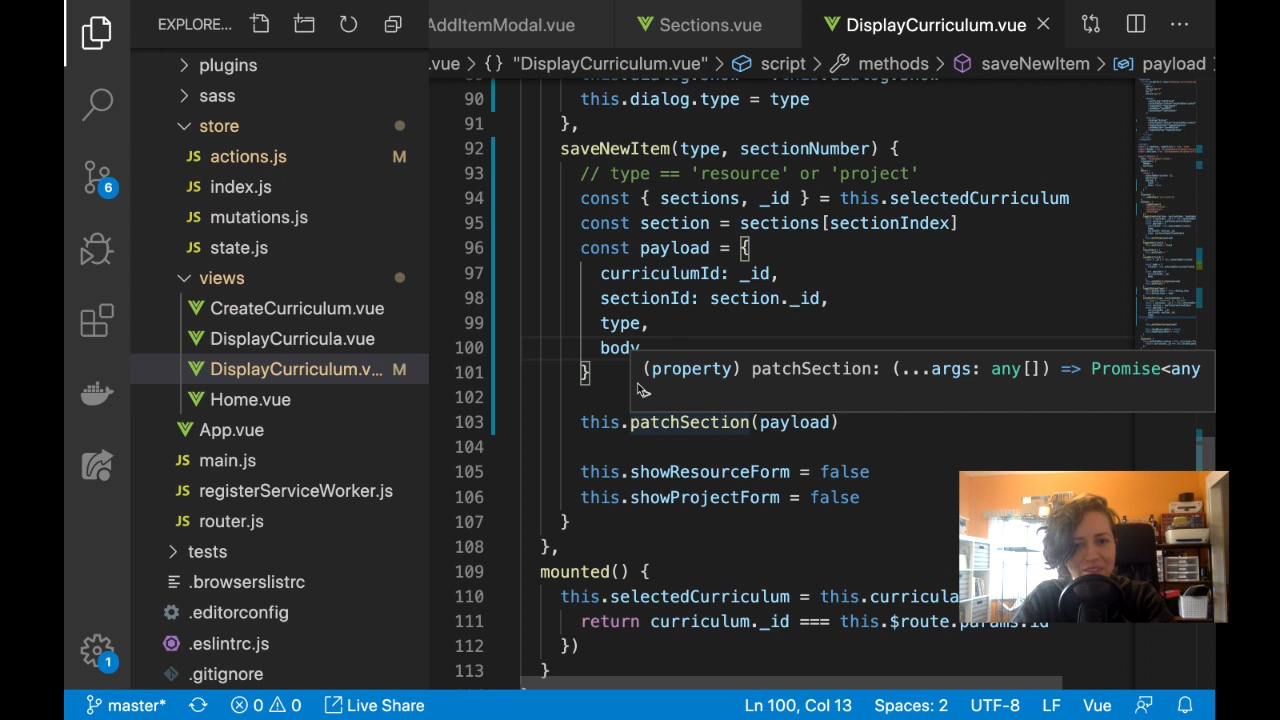 EXPLORE...
AddItemModal.vue
Sections.vue
DisplayCurriculum.vue
.vue > {} "DisplayCurriculum.vue" > script > methods > saveNewItem > payload
plugins
sass
store
JS actions.js M
JS index.js
JS mutations.js
JS state.js
views
CreateCurriculum.vue
DisplayCurricula.vue
DisplayCurriculum.v... M
Home.vue
App.vue
JS main.js
JS registerServiceWorker.js
JS router.js
tests
.browserslistrc
.editorconfig
.eslintrc.js
.gitignore
6
1
90 this.dialog.type = type
91 },
92 saveNewItem(type, sectionNumber) {
93 // type == 'resource' or 'project'
94 const { sections, _id } = this.selectedCurriculum
95 const section = sections[sectionIndex]
96 const payload = {
97 curriculumId: _id,
98 sectionId: section._id,
99 type,
100 body
101 }
(property) patchSection: (...args: any[]) => Promise<any
>
102
103 this.patchSection(payload)
104
105 this.showResourceForm = false
106 this.showProjectForm = false
107 }
108 },
109 mounted() {
110 this.selectedCurriculum = this.curricula
111 return curriculum._id === this.$route.params.id
112 })
113 }
master* 0 0 Live Share Ln 100, Col 13 Spaces: 2 UTF-8 LF Vue